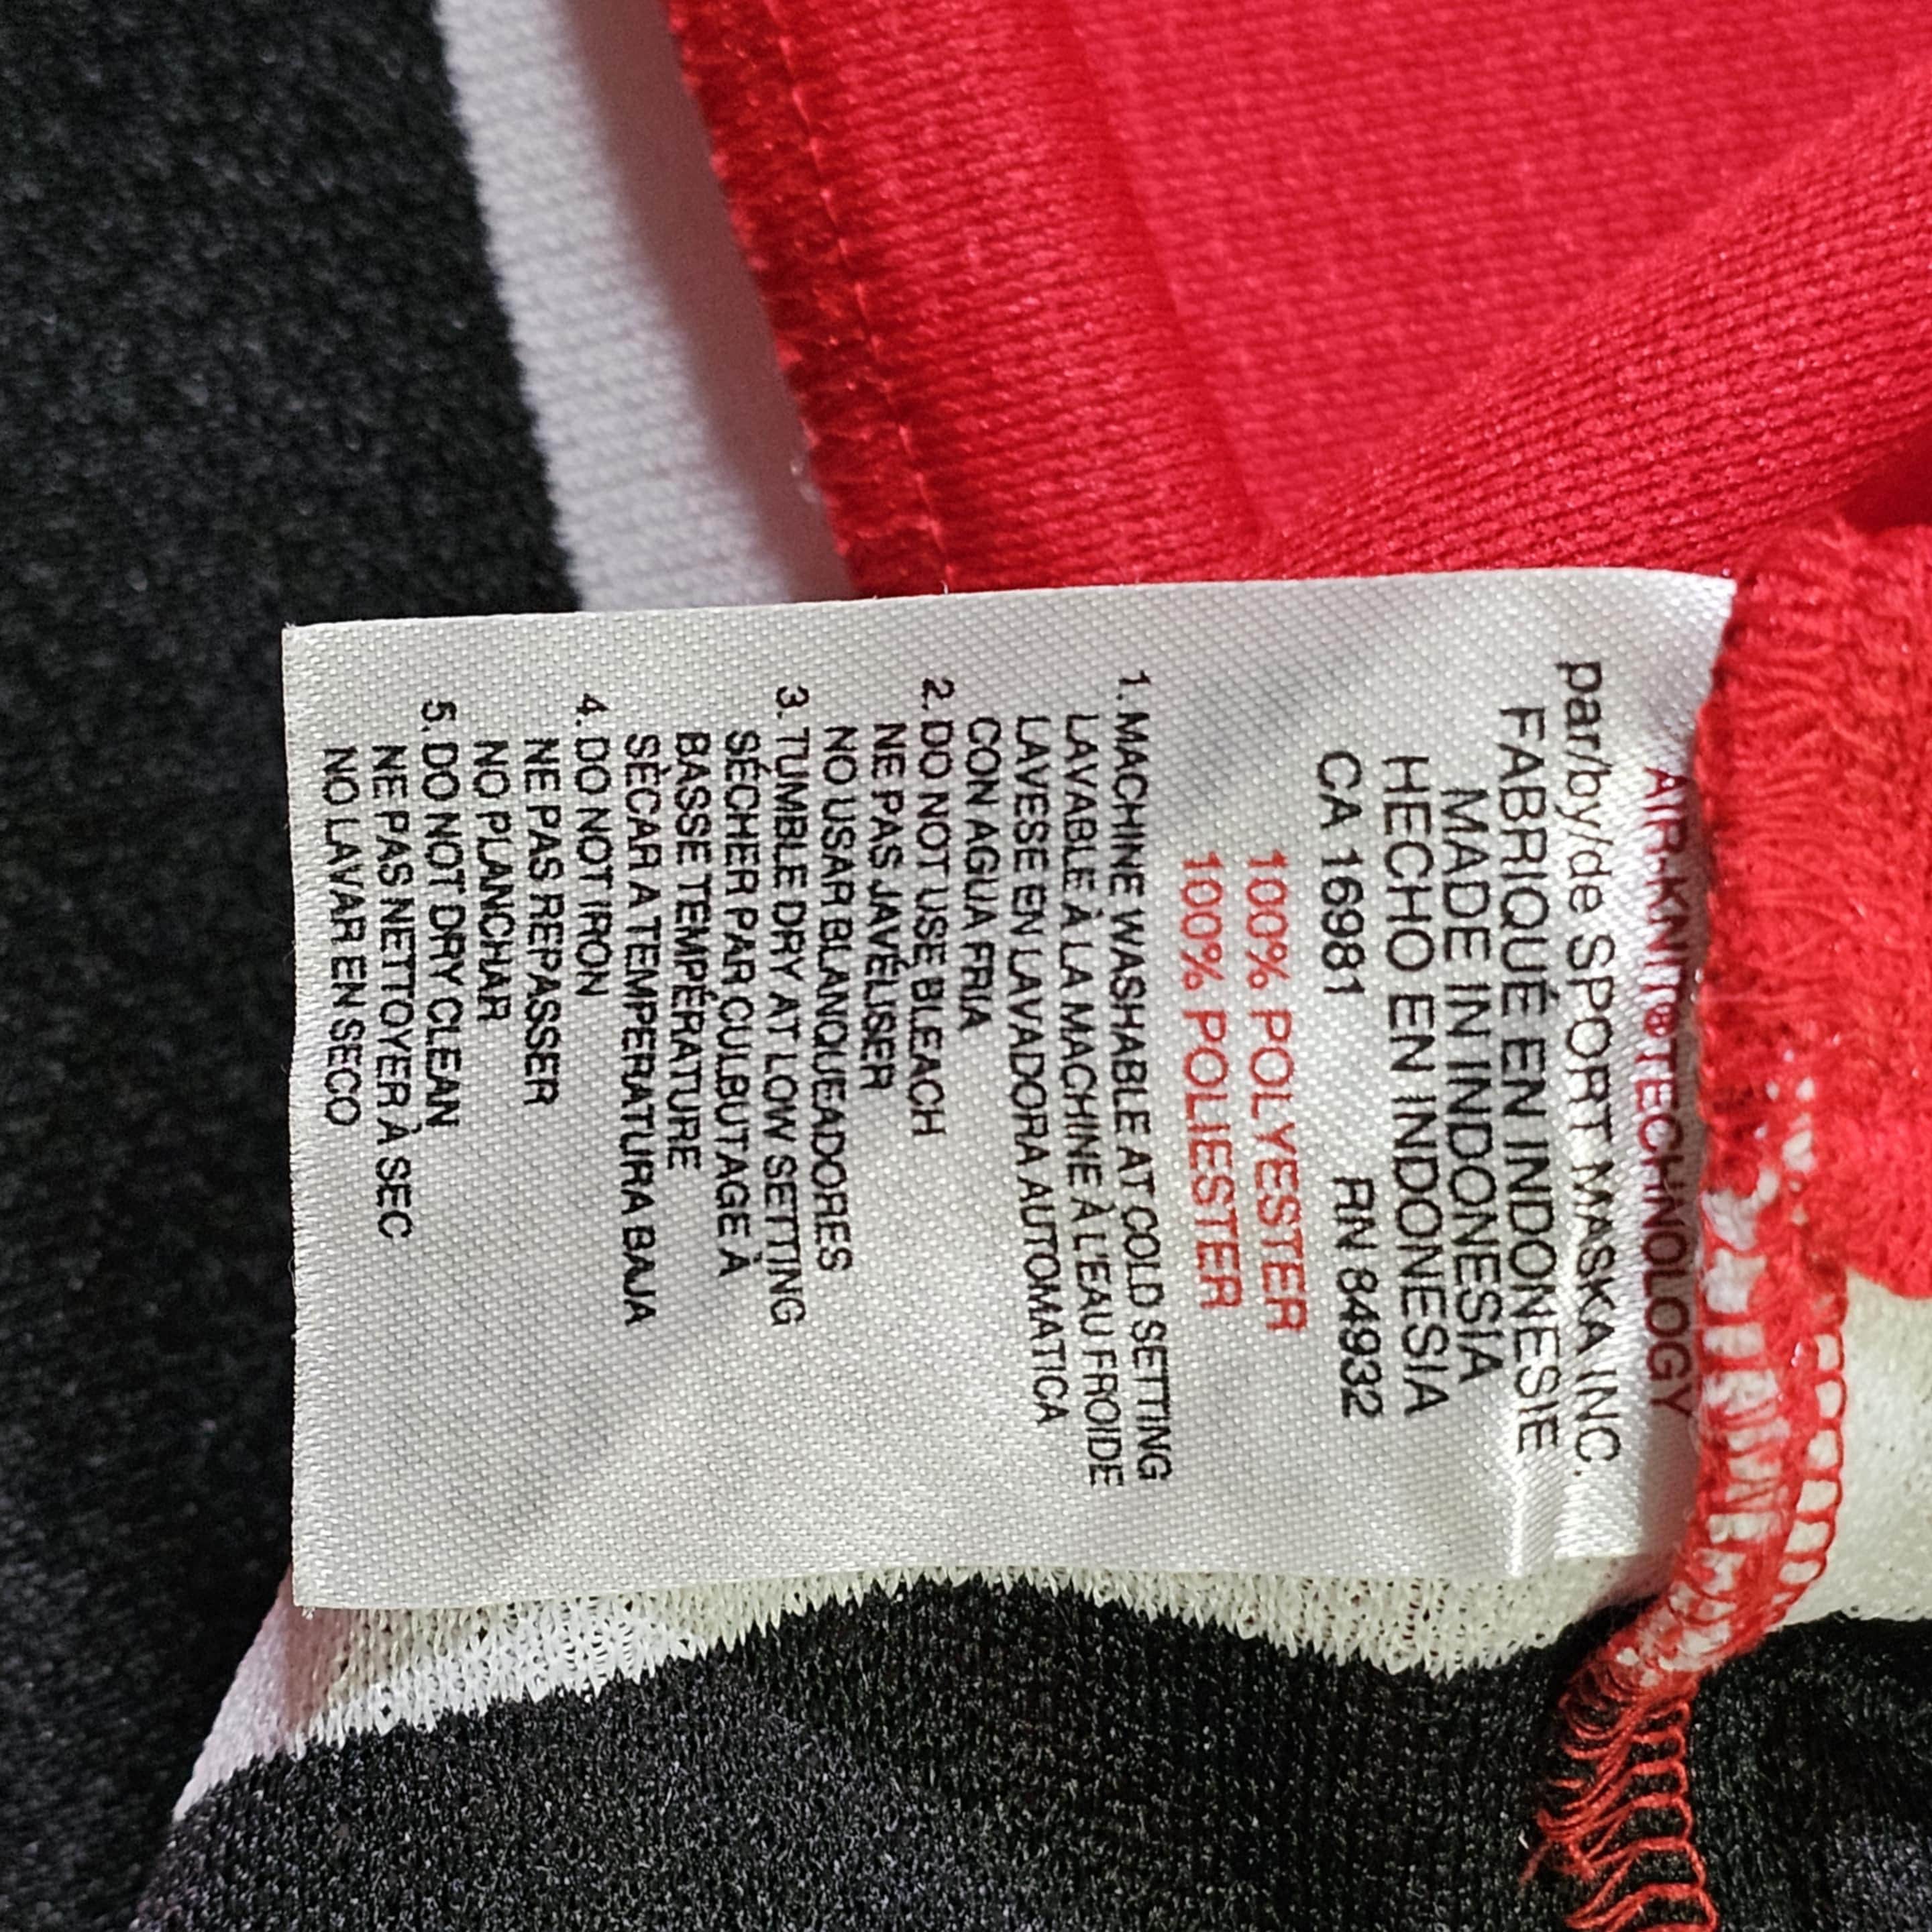 AIR-KNIT® TECHNOLOGY
par/by/de SPORT MASKA INC.
FABRIQUÉ EN INDONESIE
MADE IN INDONESIA
HECHO EN INDONESIA
CA 16981 RN 84932
100% POLYESTER
100% POLIESTER
1. MACHINE WASHABLE AT COLD SETTING
LAVABLE À LA MACHINE À L'EAU FROIDE
LAVESE EN LAVADORA AUTOMATICA
CON AGUA FRIA
2. DO NOT USE BLEACH
NE PAS JAVÉLISER
NO USAR BLANQUEADORES
3. TUMBLE DRY AT LOW SETTING
SÉCHER PAR CULBUTAGE À
BASSE TEMPÉRATURE
SÈCAR A TEMPERATURA BAJA
4. DO NOT IRON
NE PAS REPASSER
NO PLANCHAR
5. DO NOT DRY CLEAN
NE PAS NETTOYER À SEC
NO LAVAR EN SECO